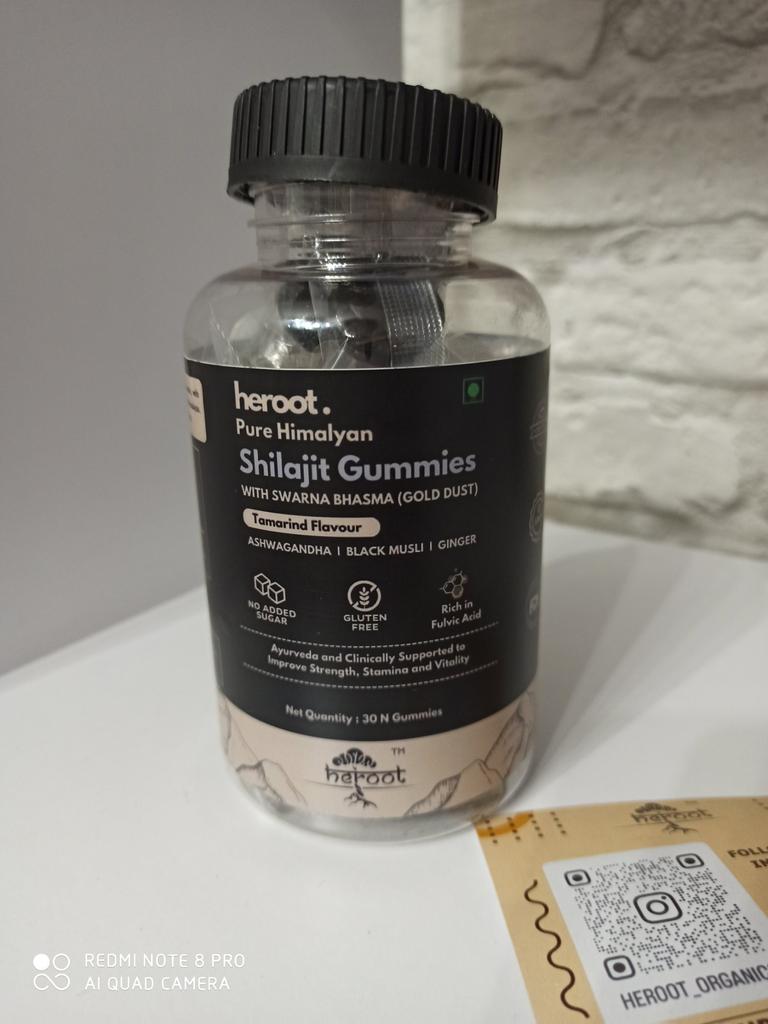 heroot.
Pure Himalyan
Shilajit Gummies
WITH SWARNA BHASMA (GOLD DUST)
Tamarind Flavour
ASHWAGANDHA | BLACK MUSLI | GINGER
NO ADDED
SUGAR
GLUTEN
FREE
Rich in
Fulvic Acid
Ayurveda and Clinically Supported to
Improve Strength, Stamina and Vitality
Net Quantity : 30 N Gummies
heroot TM
heroot
HEROOT_ORGANIC
REDMI NOTE 8 PRO
AI QUAD CAMERA